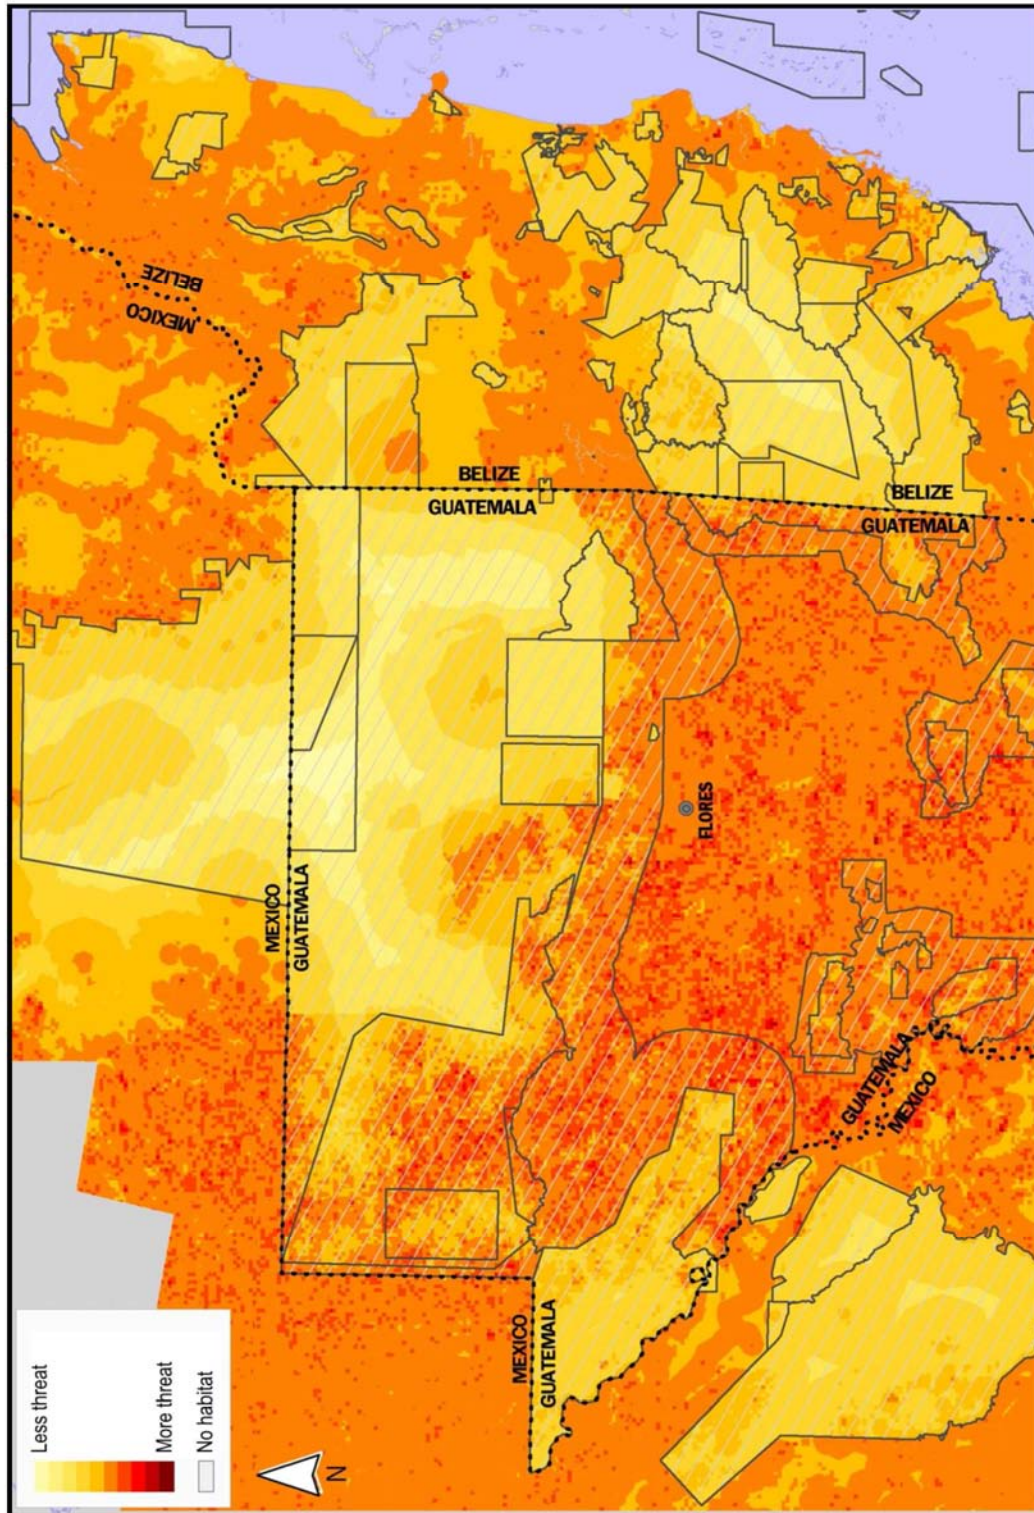 Less threat
More threat
No habitat
N
BELIZE
MEXICO
BELIZE
GUATEMALA
MEXICO
GUATEMALA
BELIZE
GUATEMALA
FLORES
MEXICO
GUATEMALA
GUATEMALA
MEXICO